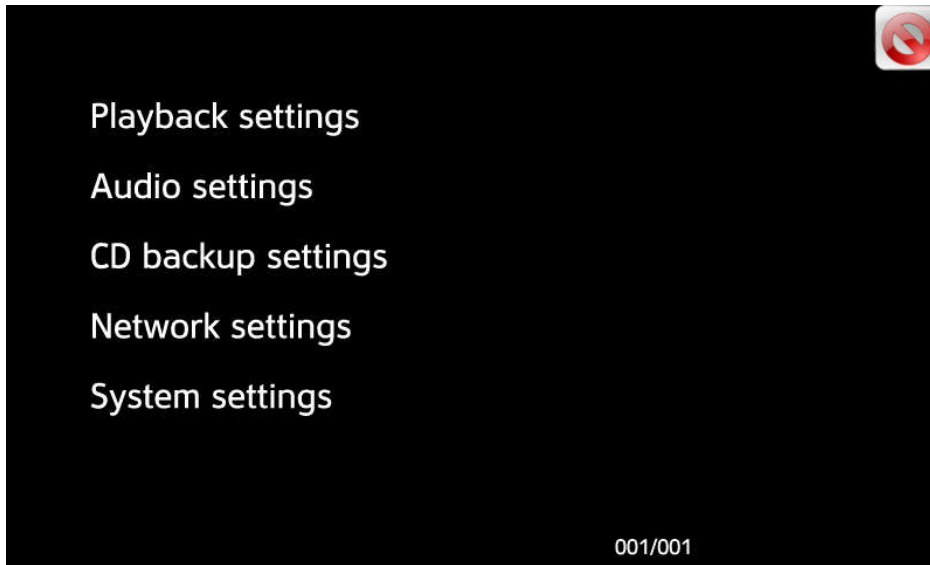 Playback settings
Audio settings
CD backup settings
Network settings
System settings
001/001